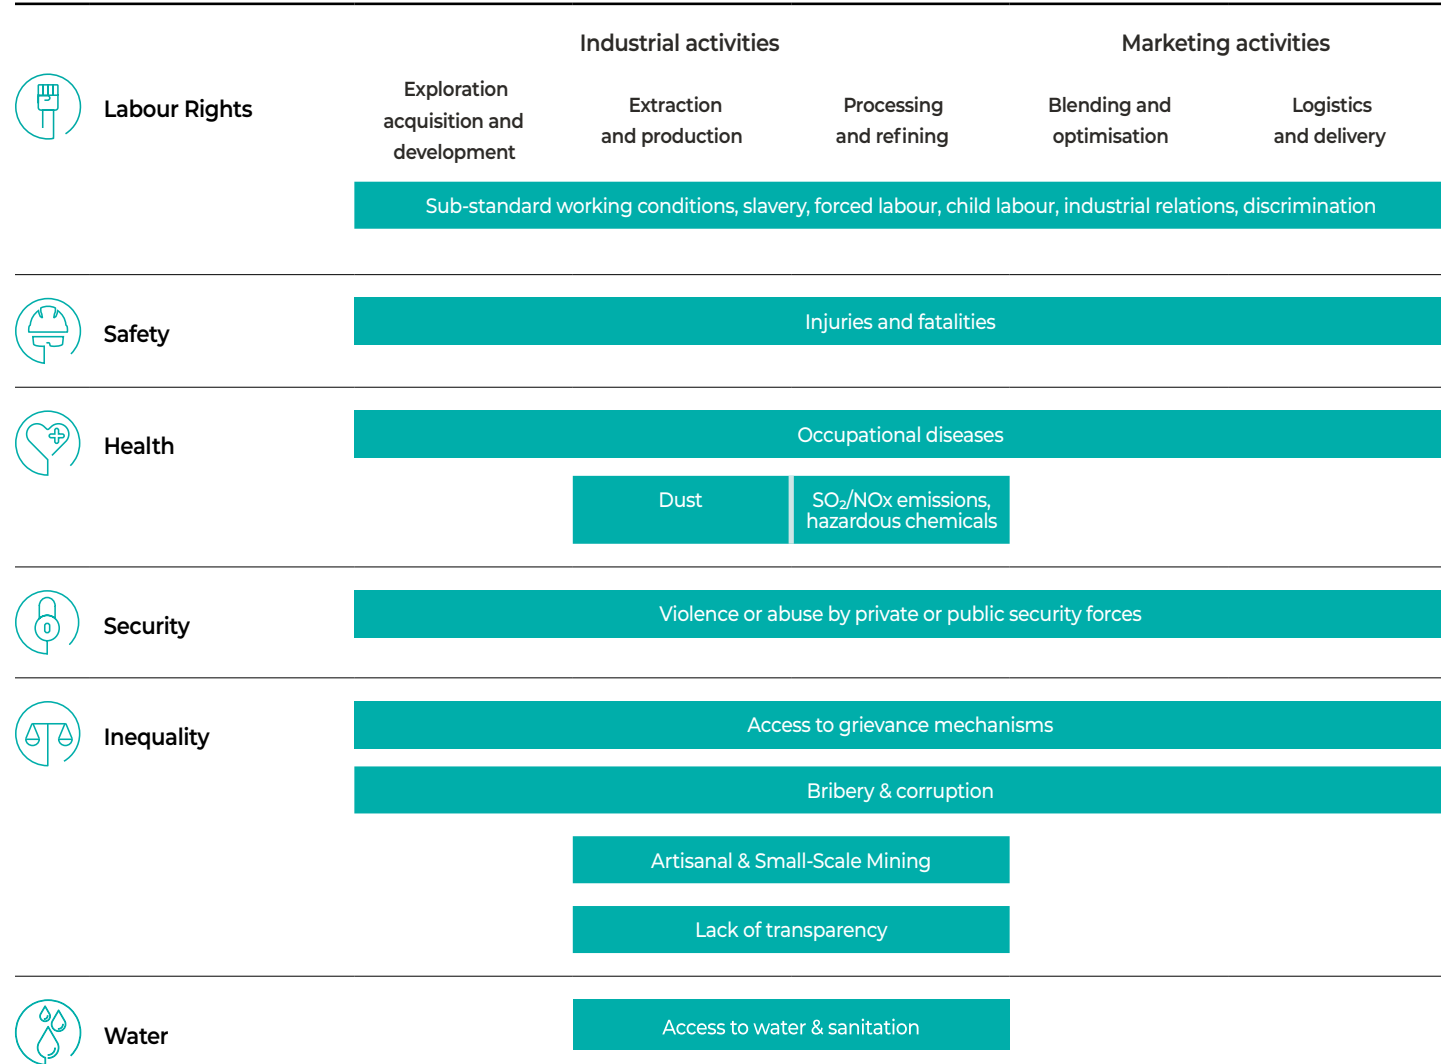 Industrial activities
Marketing activities
Labour Rights
Exploration
acquisition and
development
Extraction
and production
Processing
and refining
Blending and
optimisation
Logistics
and delivery
Sub-standard working conditions, slavery, forced labour, child labour, industrial relations, discrimination
Safety
Injuries and fatalities
Health
Occupational diseases
Dust
SO₂/NOx emissions,
hazardous chemicals
Security
Violence or abuse by private or public security forces
Inequality
Access to grievance mechanisms
Bribery & corruption
Artisanal & Small-Scale Mining
Lack of transparency
Water
Access to water & sanitation